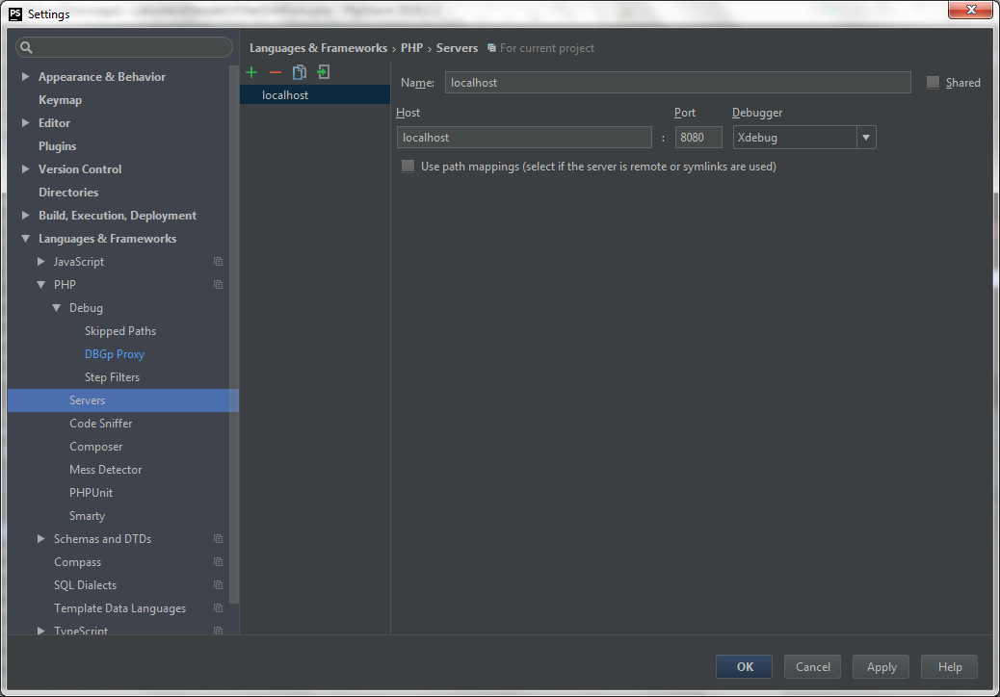 PS Settings
Languages & Frameworks › PHP › Servers For current project
Appearance & Behavior
Keymap
Editor
Plugins
Version Control
Directories
Build, Execution, Deployment
Languages & Frameworks
JavaScript
PHP
Debug
Skipped Paths
DBGp Proxy
Step Filters
Servers
Code Sniffer
Composer
Mess Detector
PHPUnit
Smarty
Schemas and DTDs
Compass
SQL Dialects
Template Data Languages
TypeScript
localhost
Name: localhost Shared
Host Port Debugger
localhost : 8080 Xdebug
Use path mappings (select if the server is remote or symlinks are used)
OK Cancel Apply Help